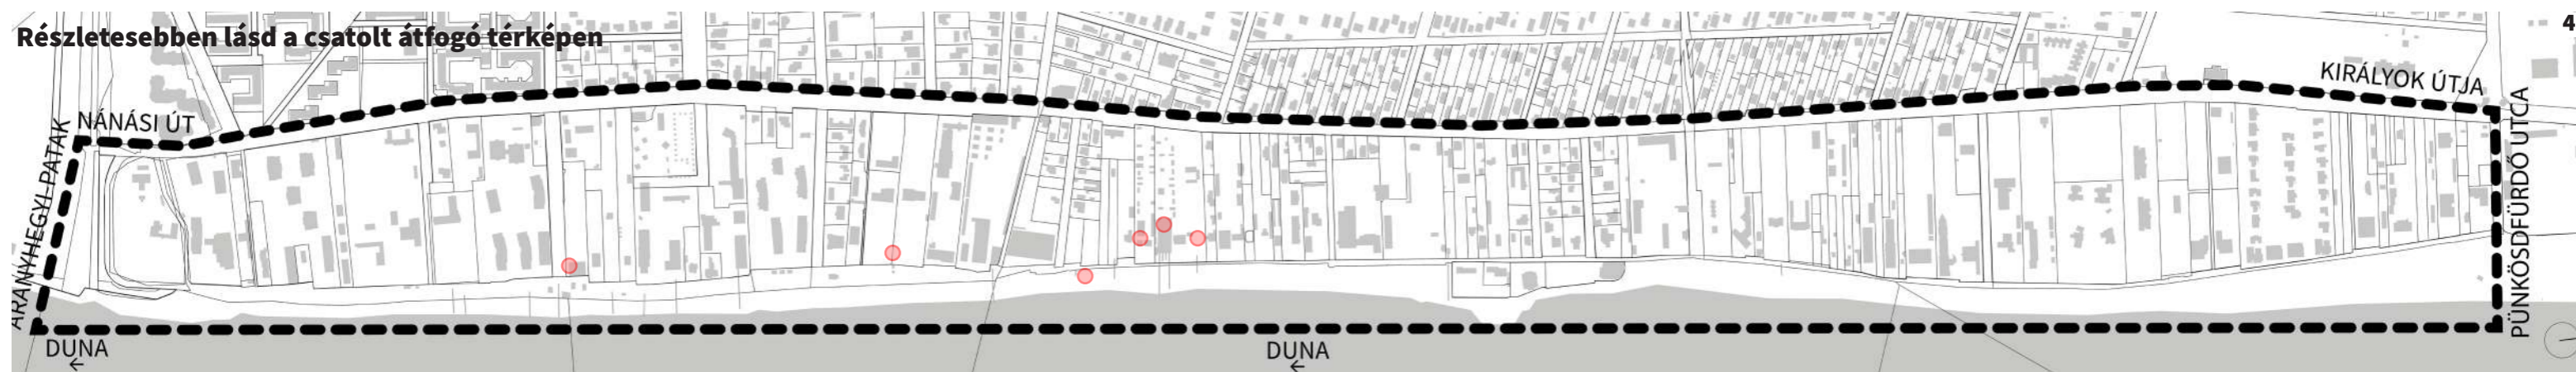 Részletesebben lásd a csatolt átfogó térképen
4
NÁNÁSI ÚT
KIRÁLYOK ÚTJA
ARANYHEGYI PATAK
PÜNKÖSDFÜRDŐ UTCA
DUNA
←
DUNA
←